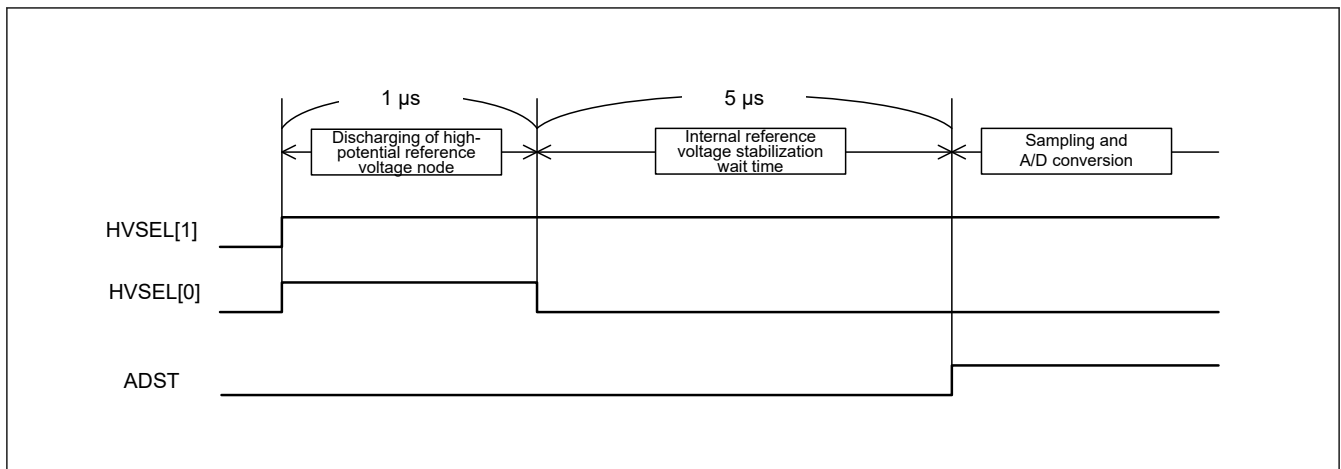 1 µs
5 µs
Discharging of high-
potential reference
voltage node
Internal reference
voltage stabilization
wait time
Sampling and
A/D conversion
HVSEL[1]
HVSEL[0]
ADST